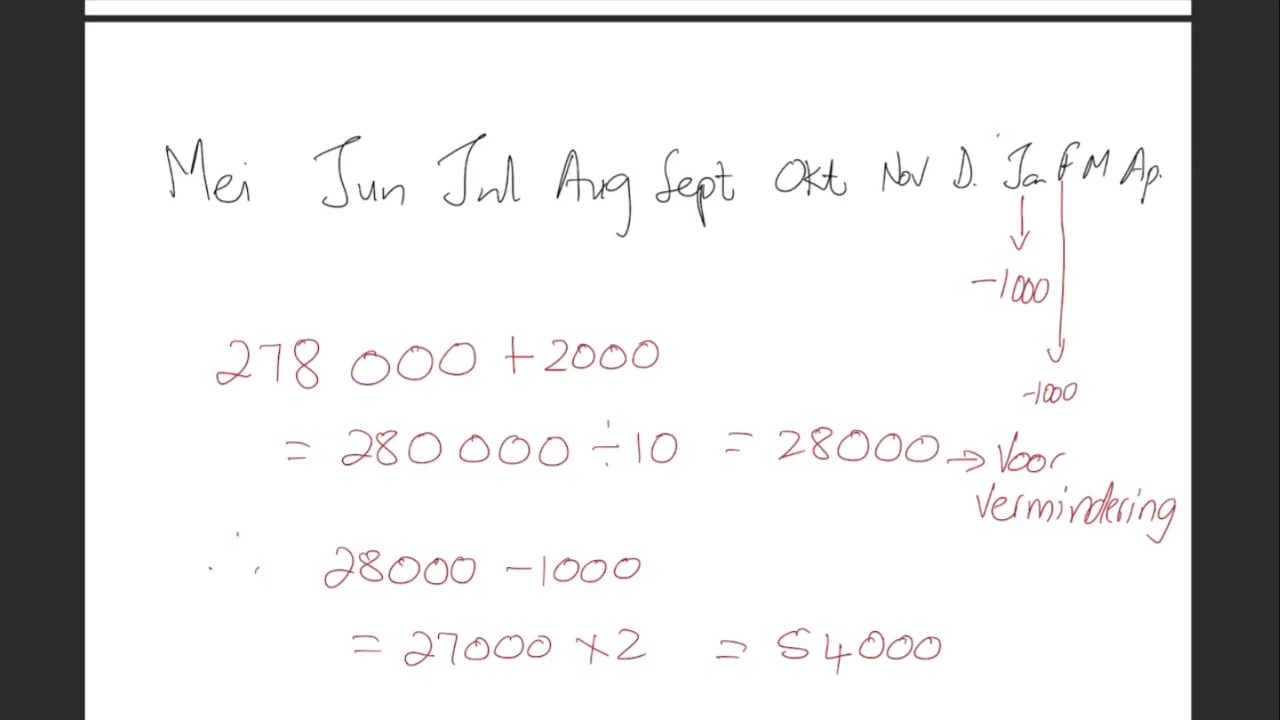 Mei Jun Jul Aug Sept Okt Nov D. Jan F M Ap.
-1000
278 000 + 2000
-1000
= 280 000 ÷ 10 = 28000 → Voor
vermindering
∴ 28000 - 1000
= 27000 × 2 = 54000